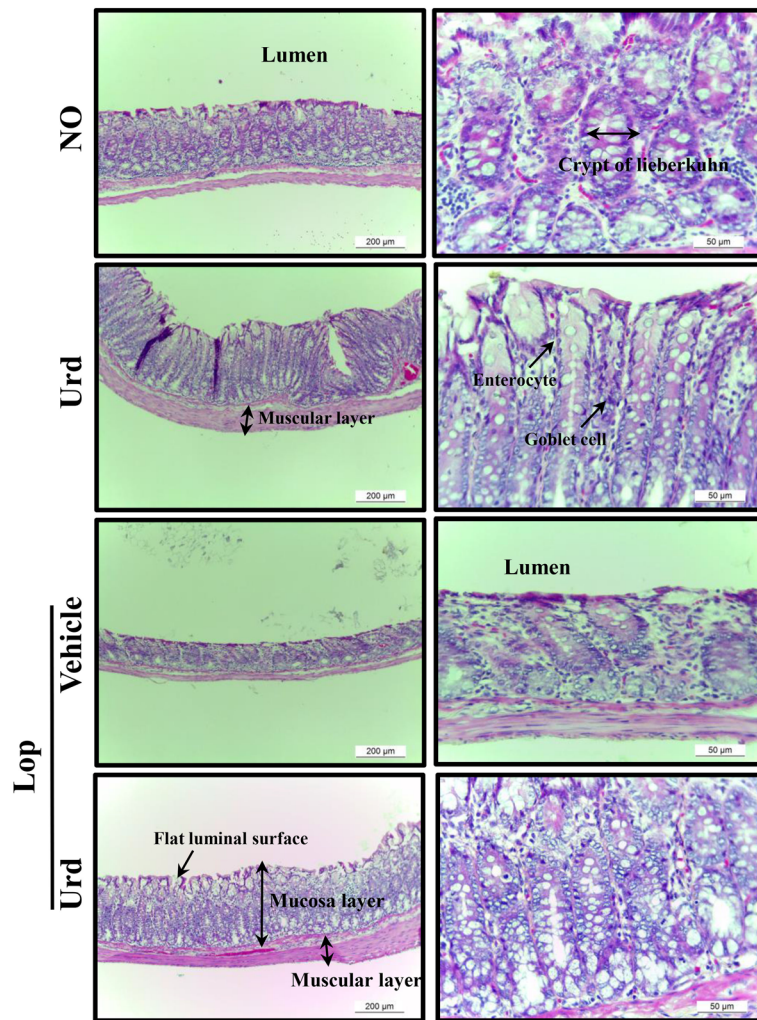 NO
Lumen
200 µm
Crypt of lieberkuhn
50 µm
Urd
Muscular layer
200 µm
Enterocyte
Goblet cell
50 µm
Lop
Vehicle
200 µm
Lumen
50 µm
Urd
Flat luminal surface
Mucosa layer
Muscular layer
200 µm
50 µm